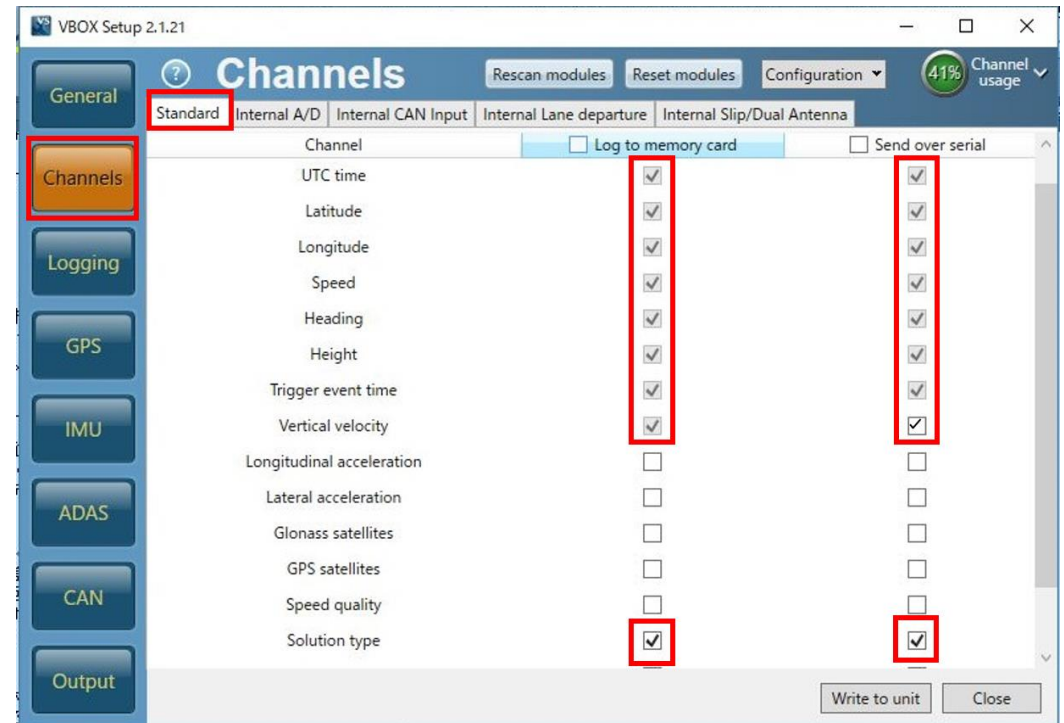 VBOX Setup 2.1.21
General
Channels
Logging
GPS
IMU
ADAS
CAN
Output
Channels
Rescan modules
Reset modules
Configuration
41%
Channel
usage
Standard
Internal A/D
Internal CAN Input
Internal Lane departure
Internal Slip/Dual Antenna
Channel
Log to memory card
Send over serial
UTC time
Latitude
Longitude
Speed
Heading
Height
Trigger event time
Vertical velocity
Longitudinal acceleration
Lateral acceleration
Glonass satellites
GPS satellites
Speed quality
Solution type
Write to unit
Close